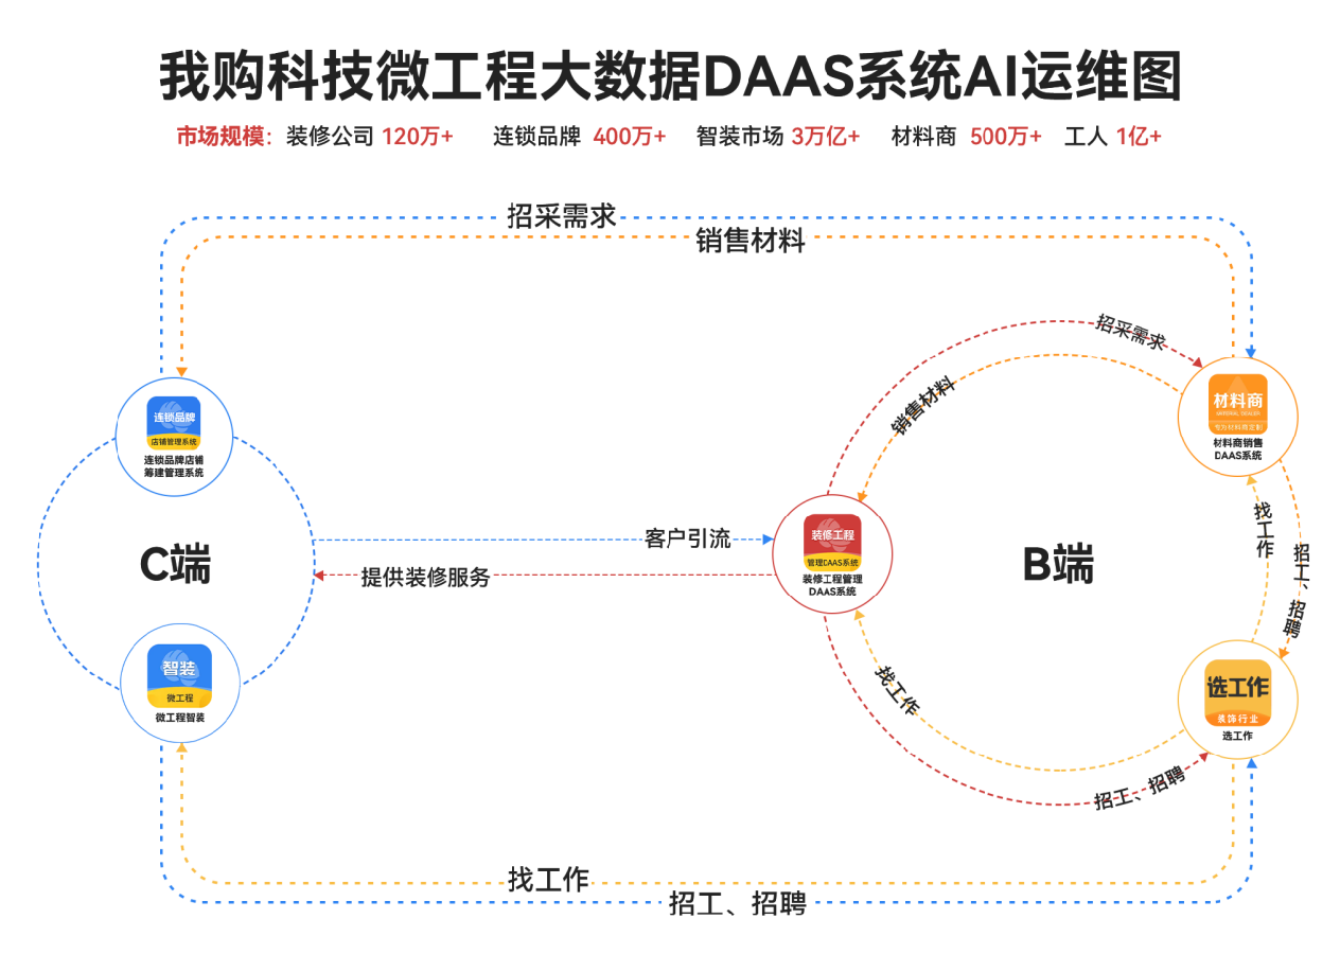 我购科技微工程大数据DAAS系统AI运维图
市场规模： 装修公司 120万+ 连锁品牌 400万+ 智装市场 3万亿+ 材料商 500万+ 工人 1亿+
招采需求
销售材料
招采需求
销售材料
连锁品牌
店铺管理系统
连锁品牌店铺
筹建管理系统
材料商
专为材料商定制
材料商销售
DAAS系统
C端
客户引流
提供装修服务
装修工程
管理DAAS系统
装修工程管理
DAAS系统
B端
找工作
招工、招聘
智装
微工程
微工程智装
找工作
招工、招聘
选工作
装饰行业
选工作
找工作
招工、招聘